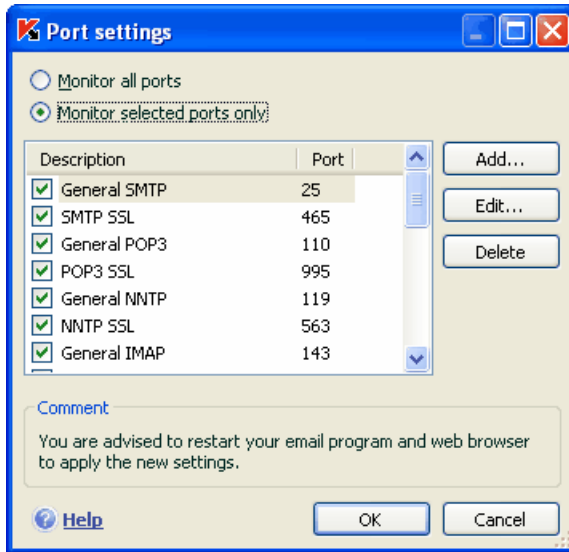 Port settings
Monitor all ports
Monitor selected ports only
Description Port
General SMTP 25
SMTP SSL 465
General POP3 110
POP3 SSL 995
General NNTP 119
NNTP SSL 563
General IMAP 143
Add...
Edit...
Delete
Comment
You are advised to restart your email program and web browser
to apply the new settings.
Help
OK
Cancel